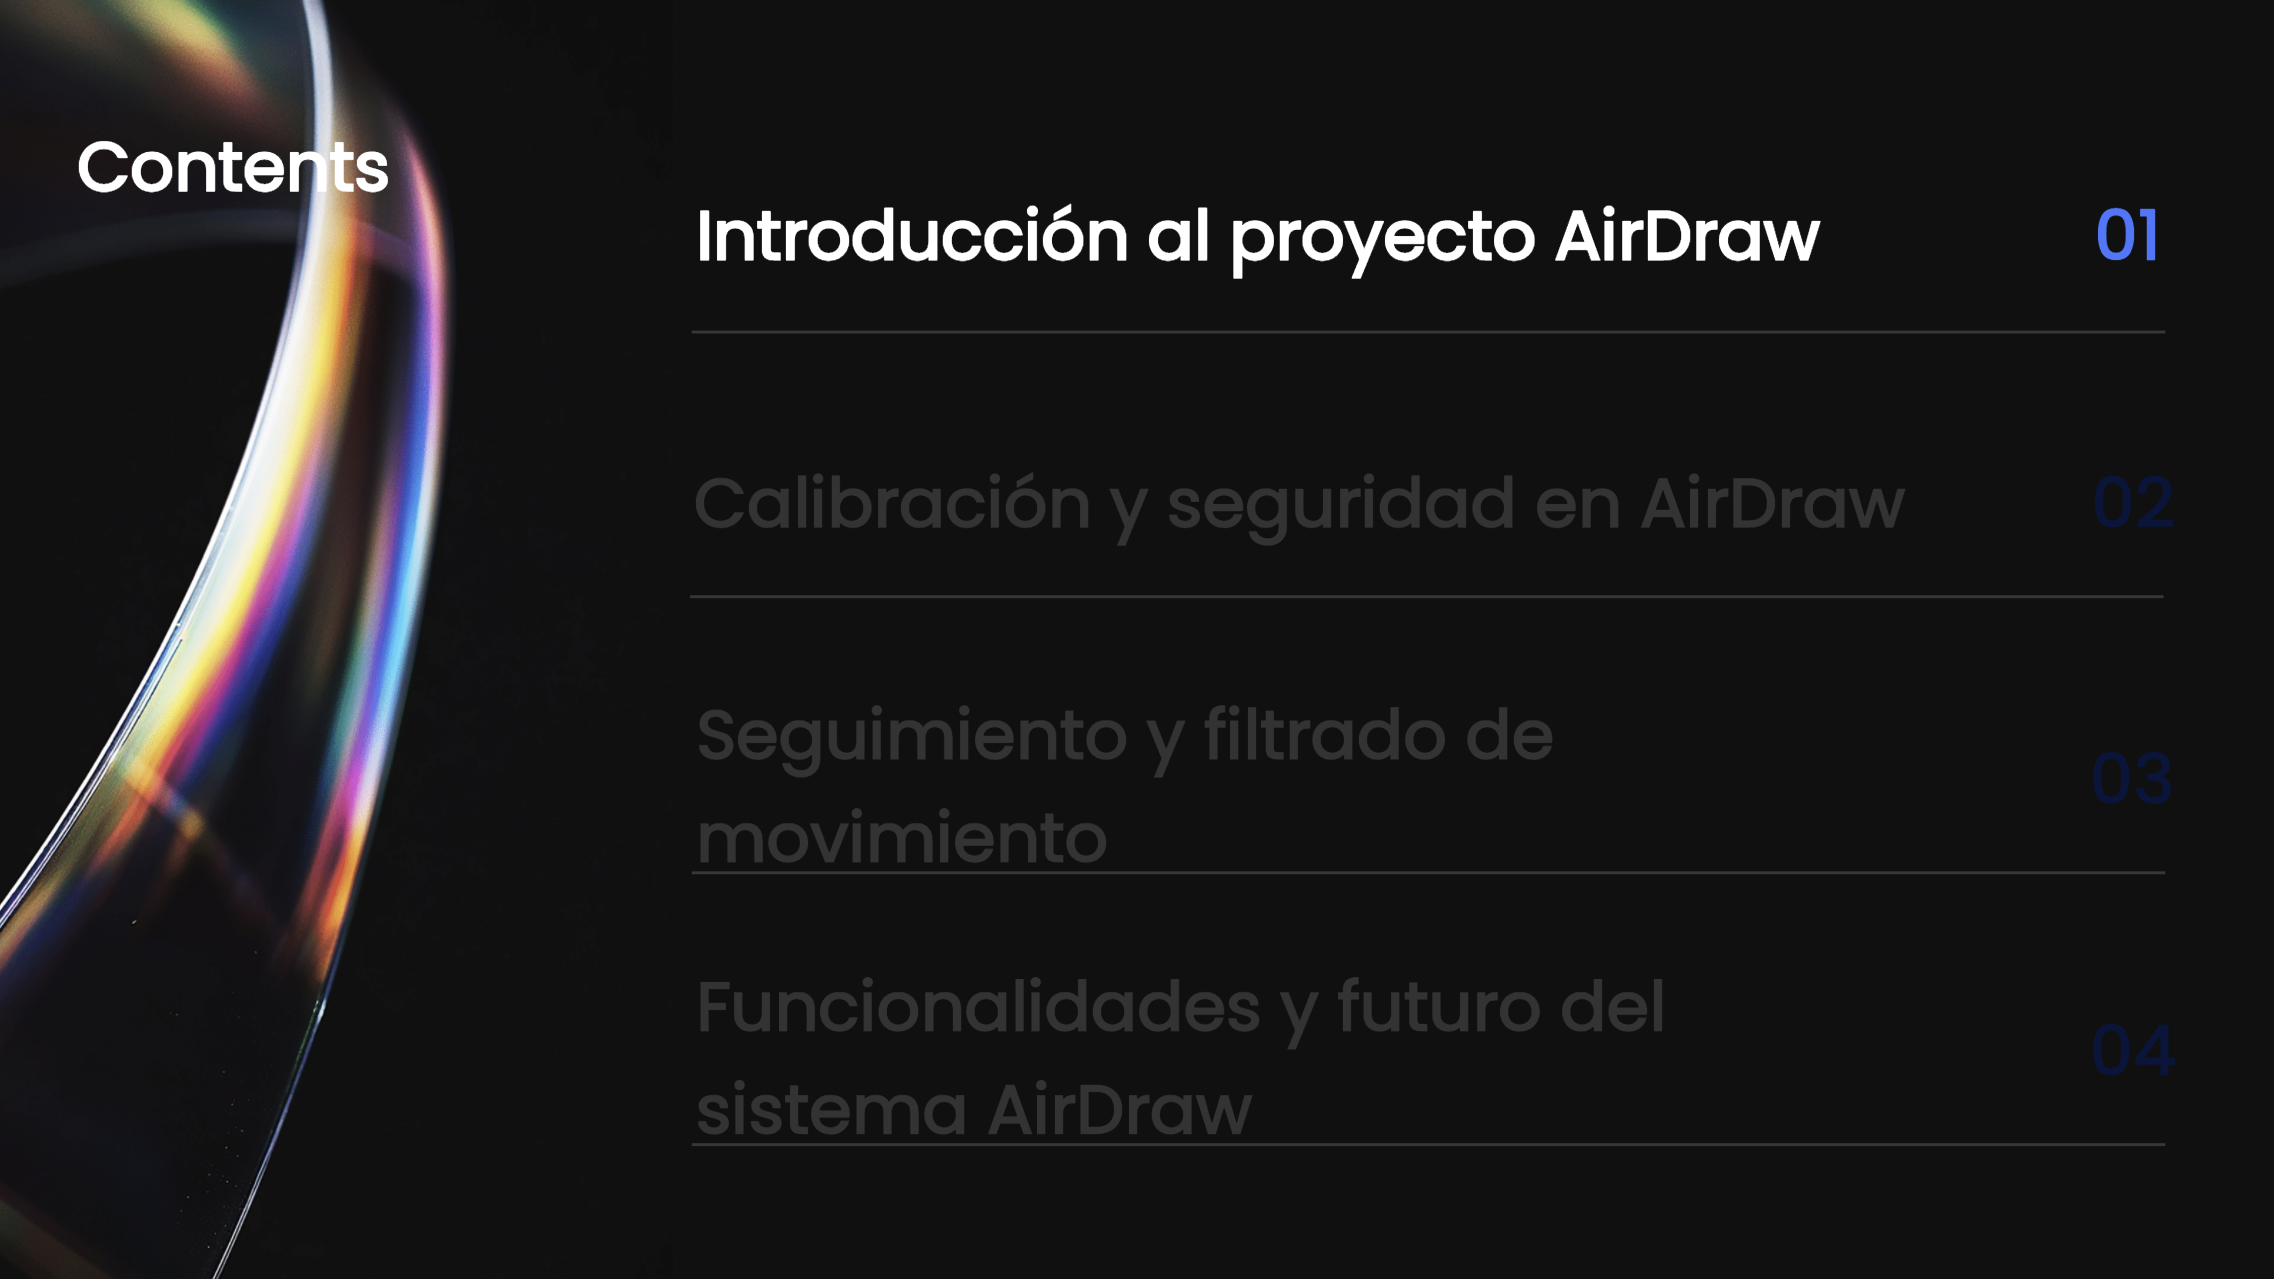 Contents
Introducción al proyecto AirDraw 01
Calibración y seguridad en AirDraw 02
Seguimiento y filtrado de
movimiento
03
Funcionalidades y futuro del
sistema AirDraw
04